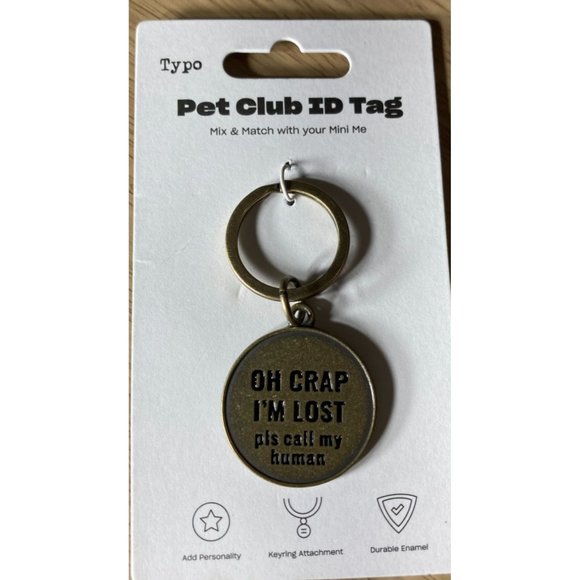 Typo
Pet Club ID Tag
Mix & Match with your Mini Me
OH CRAP
I'M LOST
pls call my
human
Add Personality
Keyring Attachment
Durable Enamel